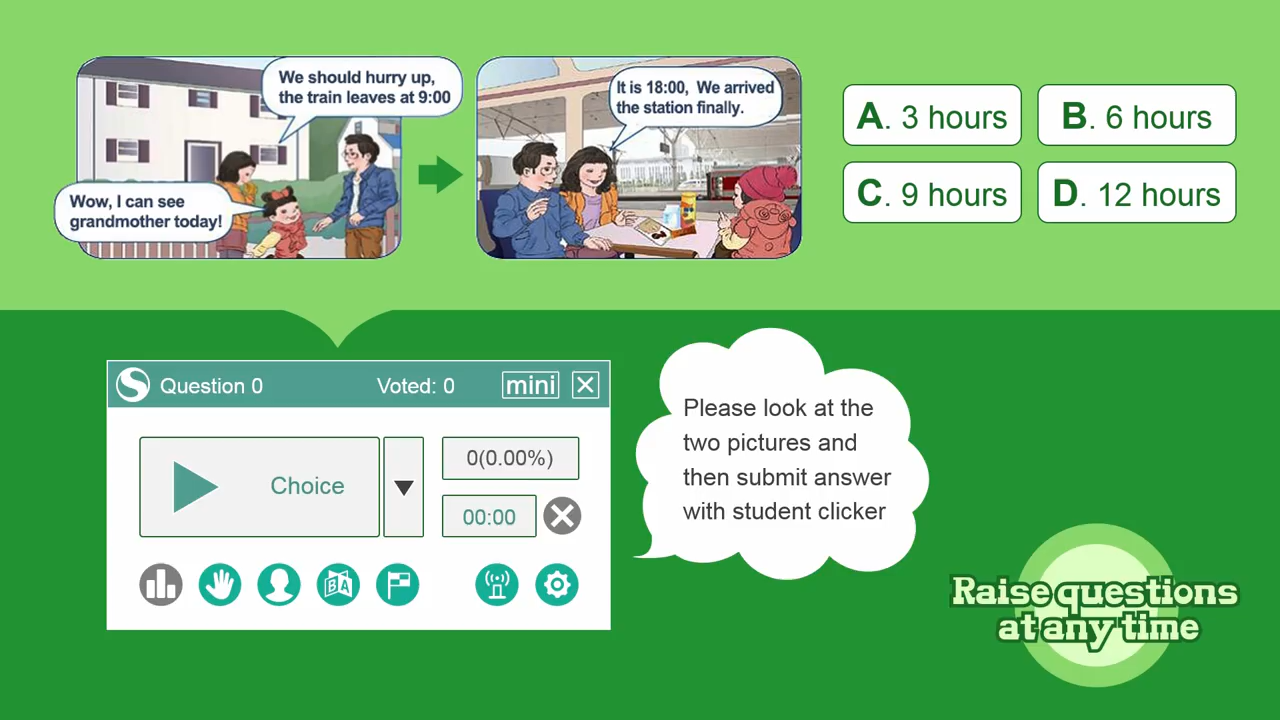 We should hurry up,
the train leaves at 9:00
Wow, I can see
grandmother today!
It is 18:00, We arrived
the station finally.
A. 3 hours
B. 6 hours
C. 9 hours
D. 12 hours
Question 0
Voted: 0
mini
Choice
0(0.00%)
00:00
BA
Please look at the
two pictures and
then submit answer
with student clicker
Raise questions
at any time